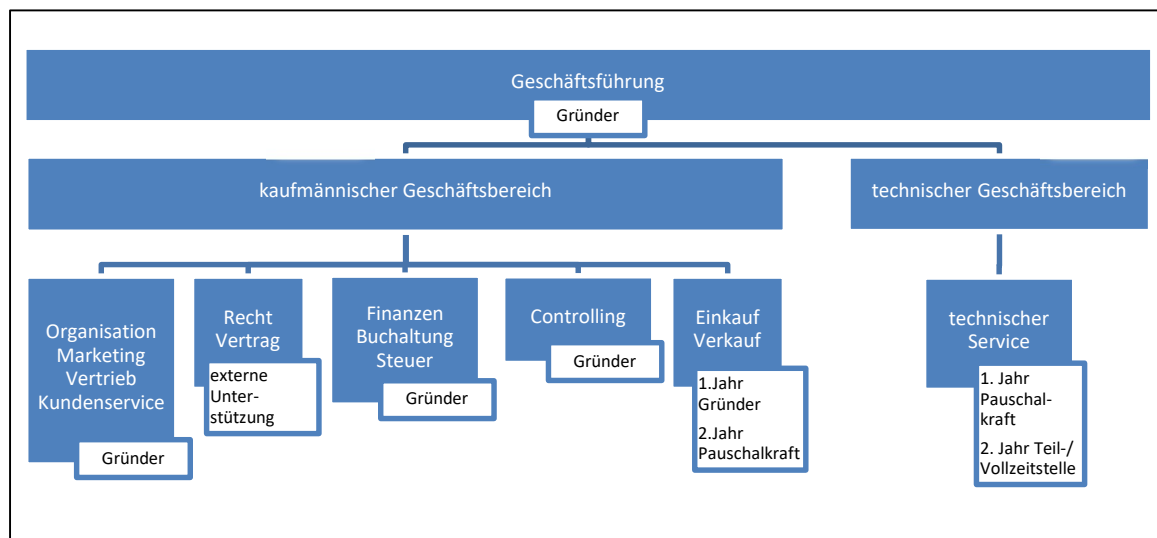 Geschäftsführung
Gründer
kaufmännischer Geschäftsbereich
technischer Geschäftsbereich
Organisation
Marketing
Vertrieb
Kundenservice
Gründer
Recht
Vertrag
externe
Unter-
stützung
Finanzen
Buchaltung
Steuer
Gründer
Controlling
Gründer
Einkauf
Verkauf
1.Jahr
Gründer
2.Jahr
Pauschalkraft
technischer
Service
1. Jahr
Pauschal-
kraft
2. Jahr Teil-/
Vollzeitstelle